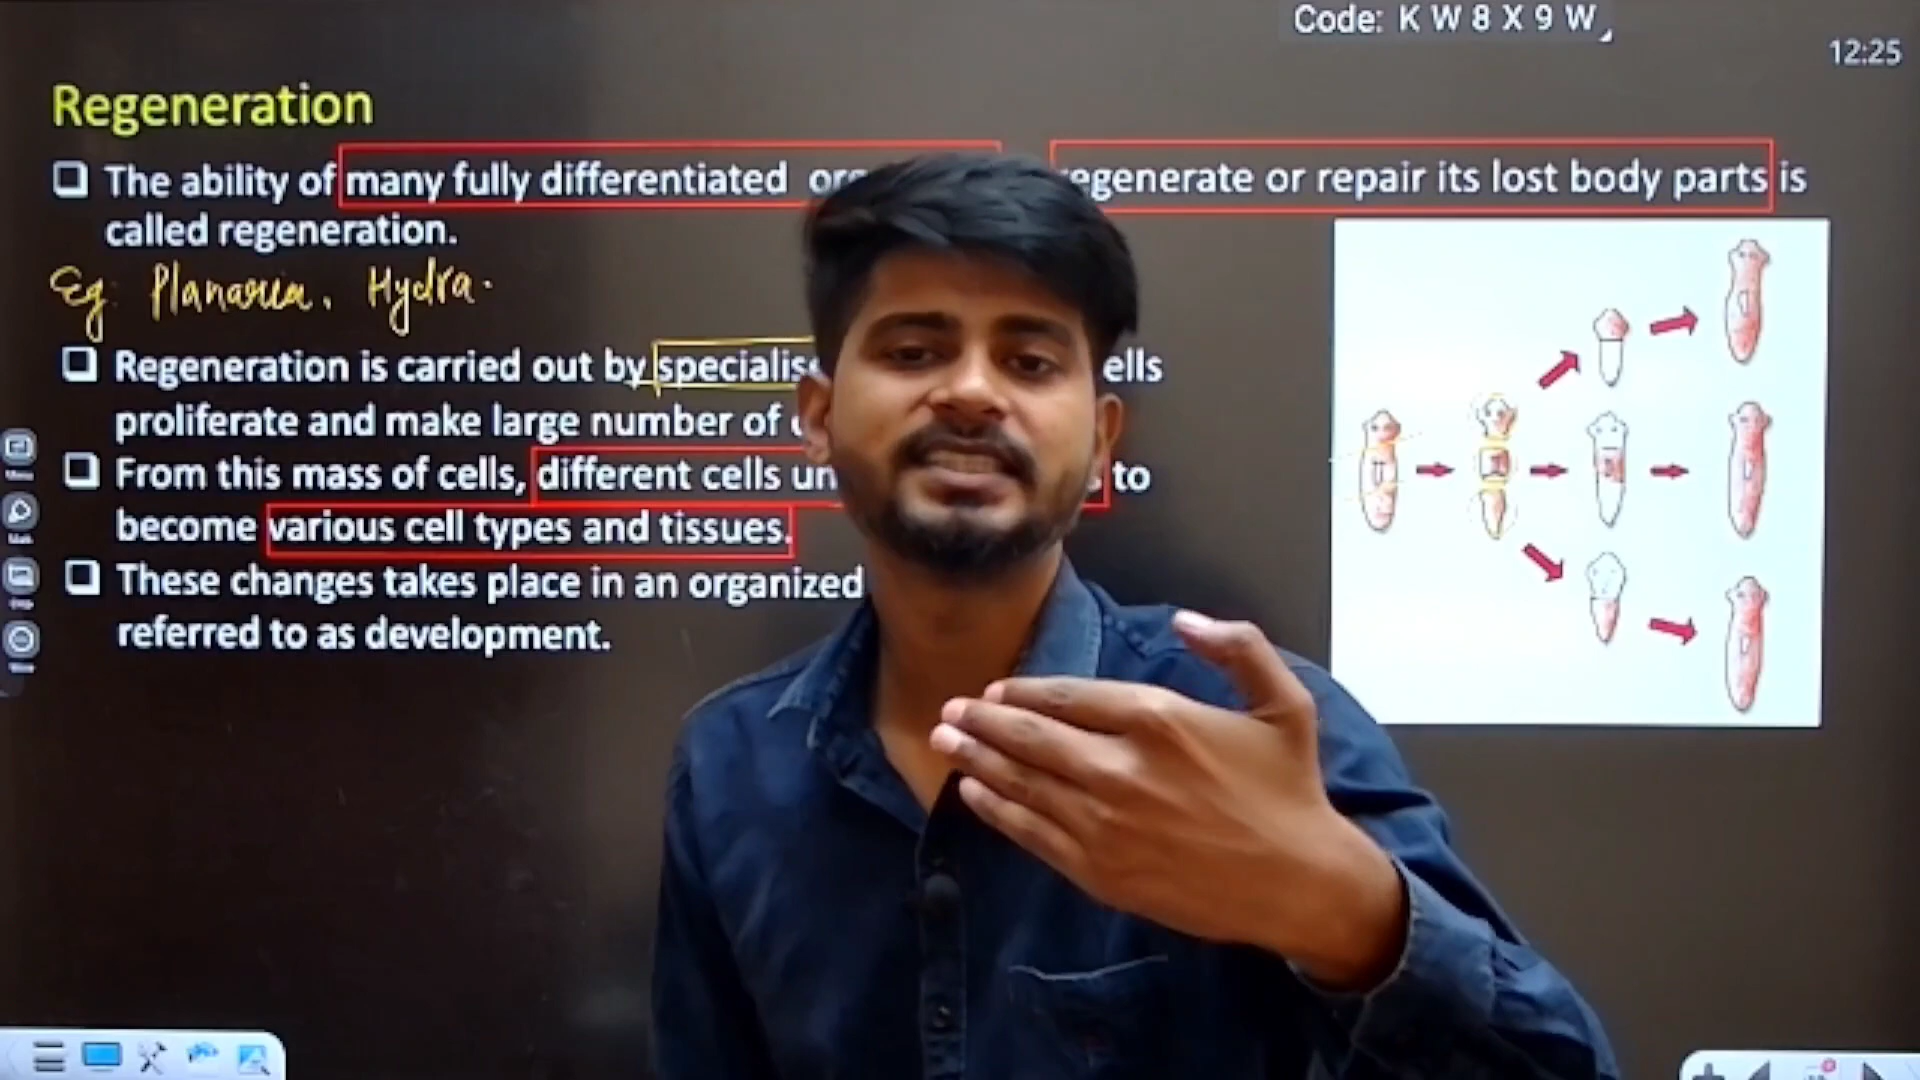 Code: K W 8 X 9 W
12:25
Regeneration
The ability of many fully differentiated regenerate or repair its lost body parts is
called regeneration.
Eg: Planaria, Hydra.
Regeneration is carried out by
proliferate and make large number of
From this mass of cells, different cells to
become various cell types and tissues.
These changes takes place in an organized
referred to as development.